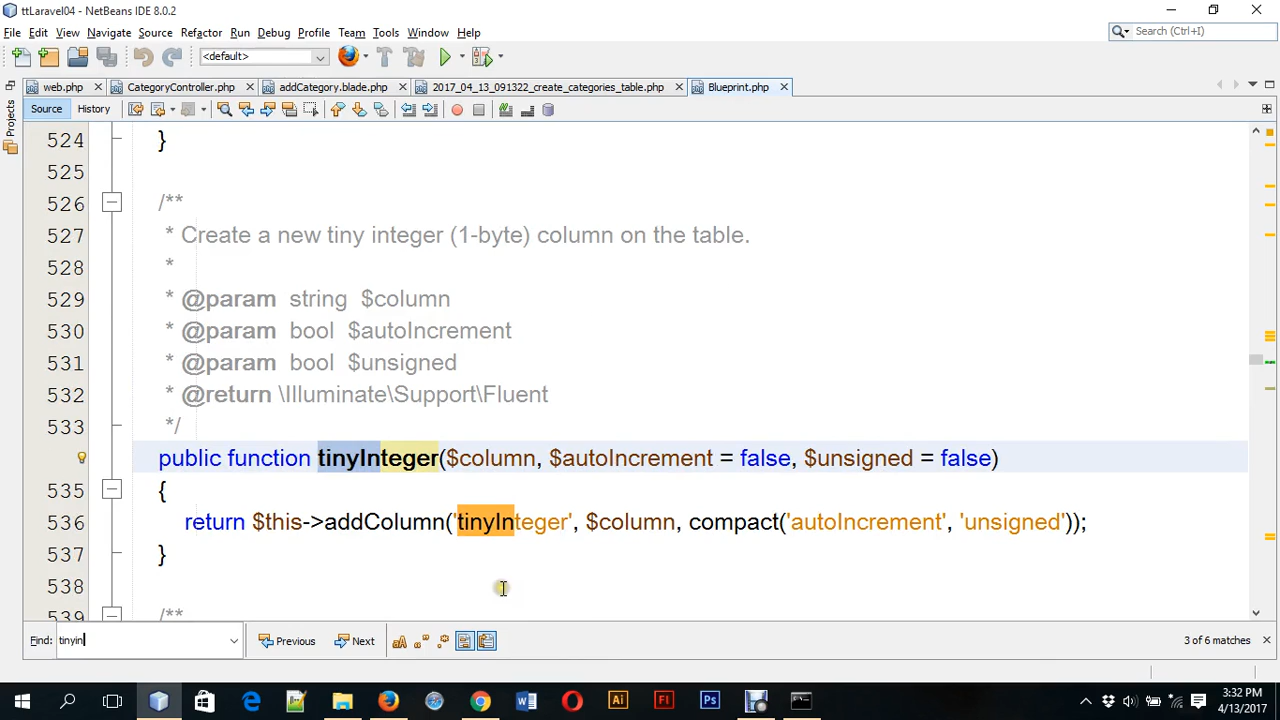 ttLaravel04 - NetBeans IDE 8.0.2
File Edit View Navigate Source Refactor Run Debug Profile Team Tools Window Help
Search (Ctrl+I)
<default>
web.php CategoryController.php addCategory.blade.php 2017_04_13_091322_create_categories_table.php Blueprint.php
Source History
Projects
524 }
525
526 /**
527 * Create a new tiny integer (1-byte) column on the table.
528 *
529 * @param string $column
530 * @param bool $autoIncrement
531 * @param bool $unsigned
532 * @return \Illuminate\Support\Fluent
533 */
public function tinyInteger($column, $autoIncrement = false, $unsigned = false)
535 {
536 return $this->addColumn('tinyInteger', $column, compact('autoIncrement', 'unsigned'));
537 }
538
539 /**
Find: tinyin Previous Next 3 of 6 matches
3:32 PM
4/13/2017